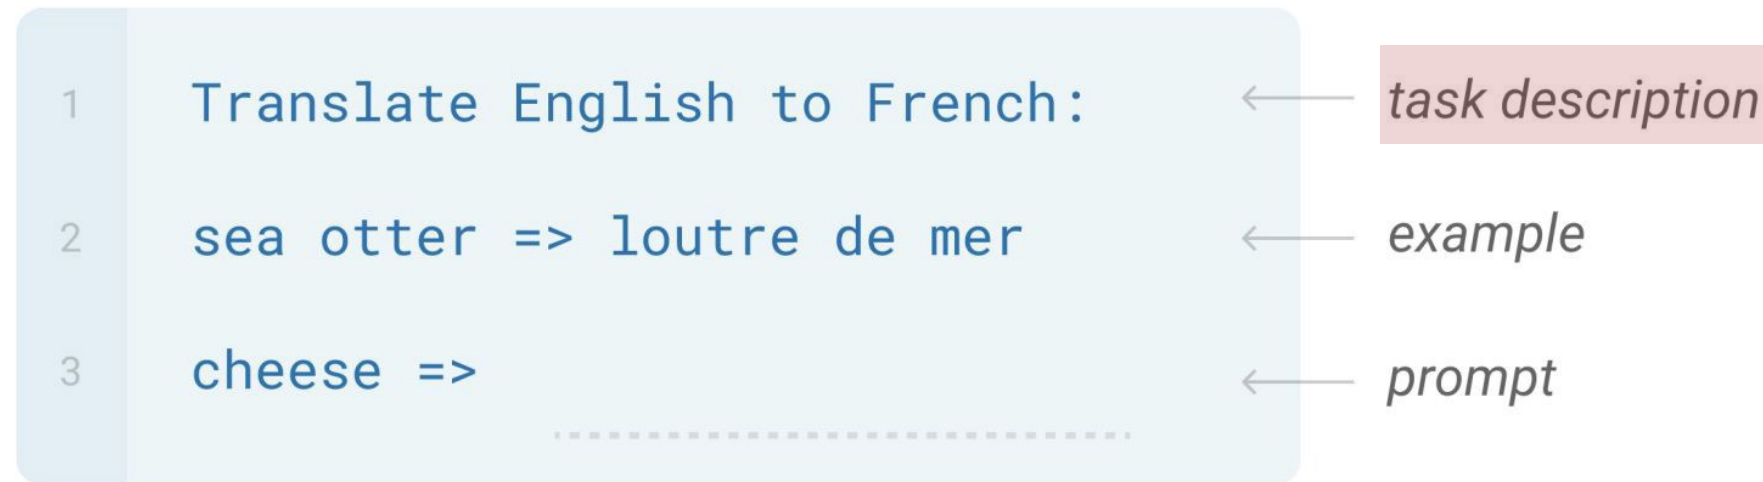 1 Translate English to French: task description
2 sea otter => loutre de mer example
3 cheese => prompt